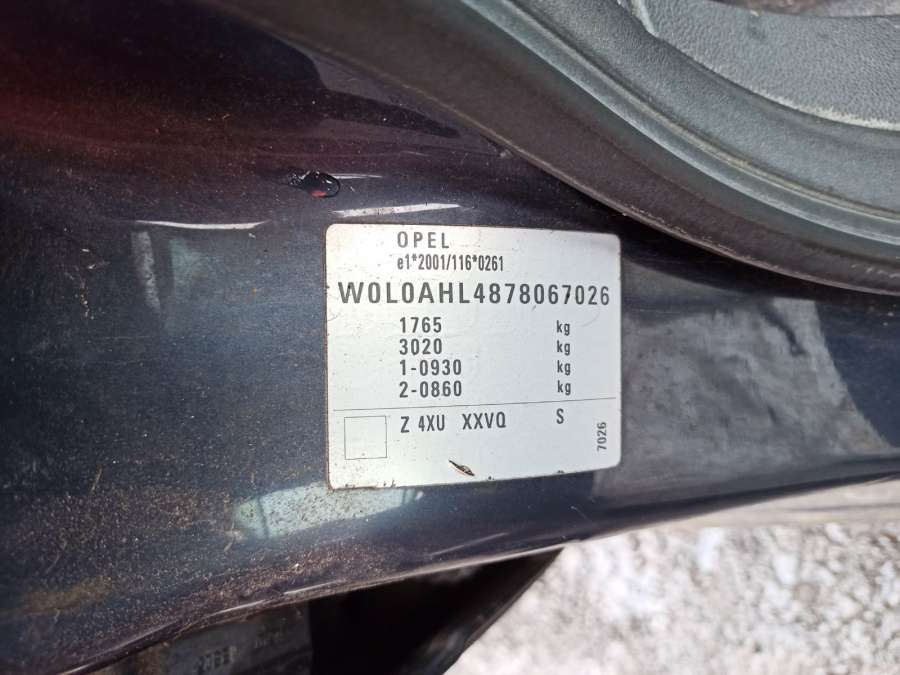 OPEL
e1*2001/116*0261
W0L0AHL4878067026
1765 kg
3020 kg
1-0930 kg
2-0860 kg
Z 4XU XXVQ S
7026